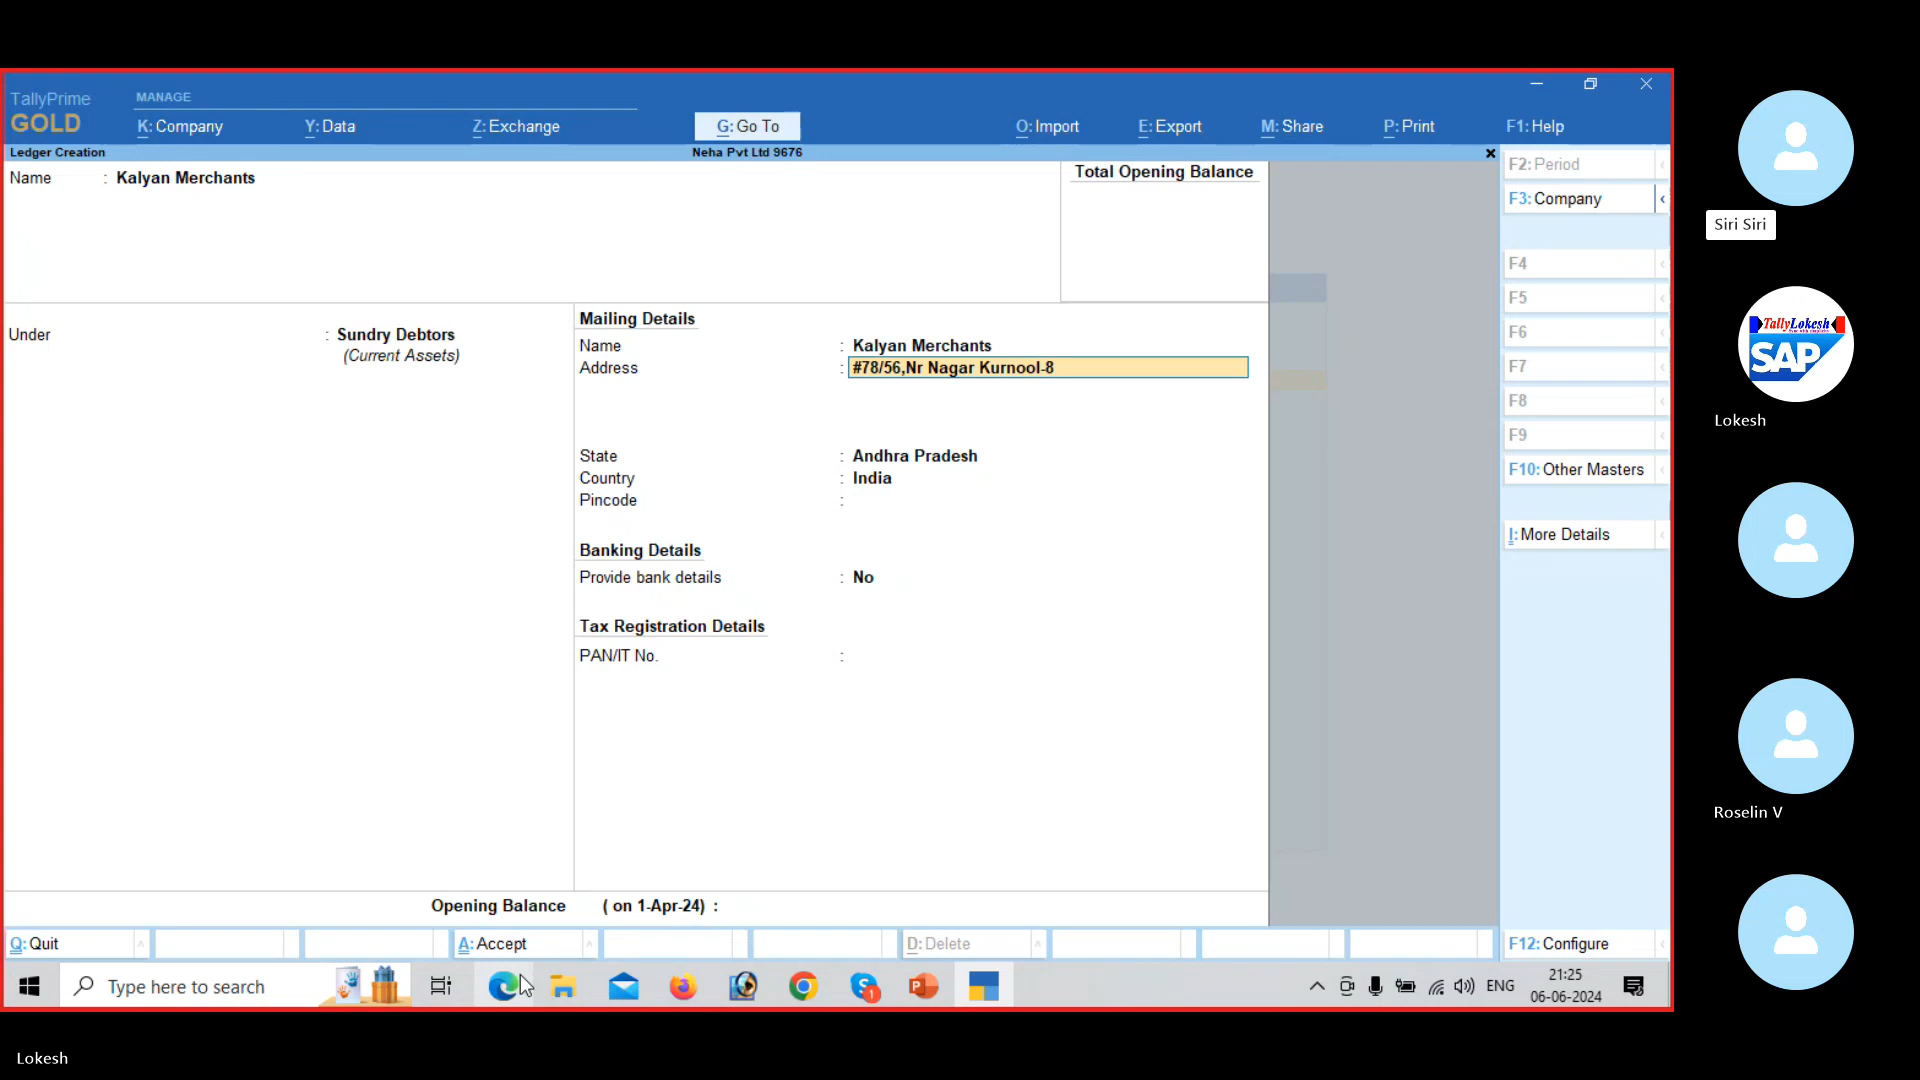 TallyPrime
GOLD
MANAGE
K: Company
Y: Data
Z: Exchange
G: Go To
O: Import
E: Export
M: Share
P: Print
F1: Help
Ledger Creation
Neha Pvt Ltd 9676
Name : Kalyan Merchants
Total Opening Balance
Under : Sundry Debtors
(Current Assets)
Mailing Details
Name : Kalyan Merchants
Address : #78/56,Nr Nagar Kurnool-8
State : Andhra Pradesh
Country : India
Pincode :
Banking Details
Provide bank details : No
Tax Registration Details
PAN/IT No. :
Opening Balance ( on 1-Apr-24) :
Q: Quit
A: Accept
D: Delete
F2: Period
F3: Company
F4
F5
F6
F7
F8
F9
F10: Other Masters
I: More Details
F12: Configure
Type here to search
1
P
ENG
21:25
06-06-2024
Siri Siri
TallyLokesh
SAP
Lokesh
Roselin V
Lokesh